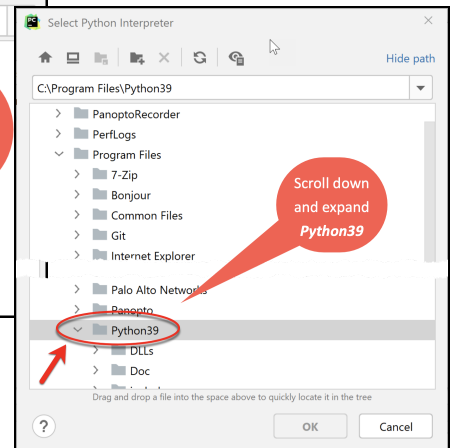 PC
Select Python Interpreter
Hide path
C:\Program Files\Python39
PanoptoRecorder
PerfLogs
Program Files
7-Zip
Bonjour
Common Files
Git
Internet Explorer
Scroll down
and expand
Python39
Palo Alto Networks
Panopto
Python39
DLLs
Doc
Drag and drop a file into the space above to quickly locate it in the tree
?
OK
Cancel